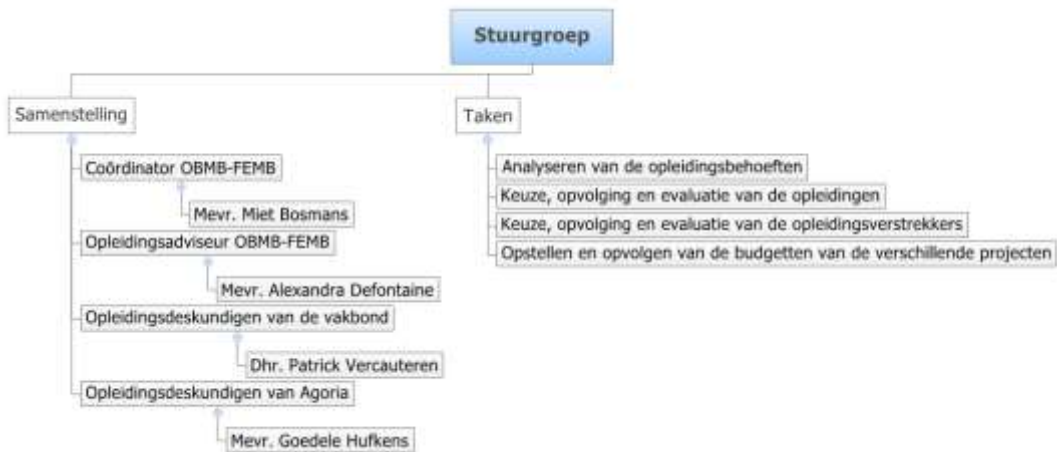 Stuurgroep
Samenstelling
Coördinator OBMB-FEMB
Mevr. Miet Bosmans
Opleidingsadviseur OBMB-FEMB
Mevr. Alexandra Defontaine
Opleidingsdeskundigen van de vakbond
Dhr. Patrick Vercauteren
Opleidingsdeskundigen van Agoria
Mevr. Goedele Hufkens
Taken
Analyseren van de opleidingsbehoeften
Keuze, opvolging en evaluatie van de opleidingen
Keuze, opvolging en evaluatie van de opleidingsverstrekkers
Opstellen en opvolgen van de budgetten van de verschillende projecten